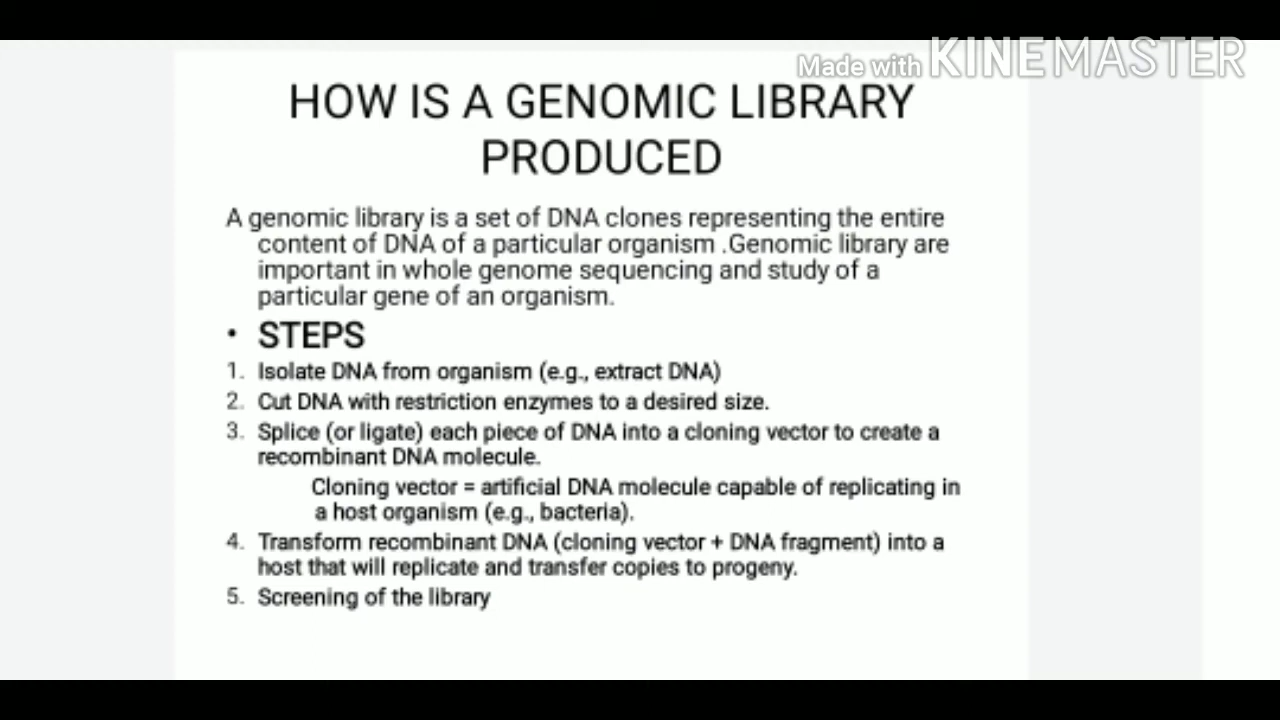 Made with KINEMASTER
HOW IS A GENOMIC LIBRARY
PRODUCED
A genomic library is a set of DNA clones representing the entire
content of DNA of a particular organism .Genomic library are
important in whole genome sequencing and study of a
particular gene of an organism.
• STEPS
1. Isolate DNA from organism (e.g., extract DNA)
2. Cut DNA with restriction enzymes to a desired size.
3. Splice (or ligate) each piece of DNA into a cloning vector to create a
recombinant DNA molecule.
Cloning vector = artificial DNA molecule capable of replicating in
a host organism (e.g., bacteria).
4. Transform recombinant DNA (cloning vector + DNA fragment) into a
host that will replicate and transfer copies to progeny.
5. Screening of the library